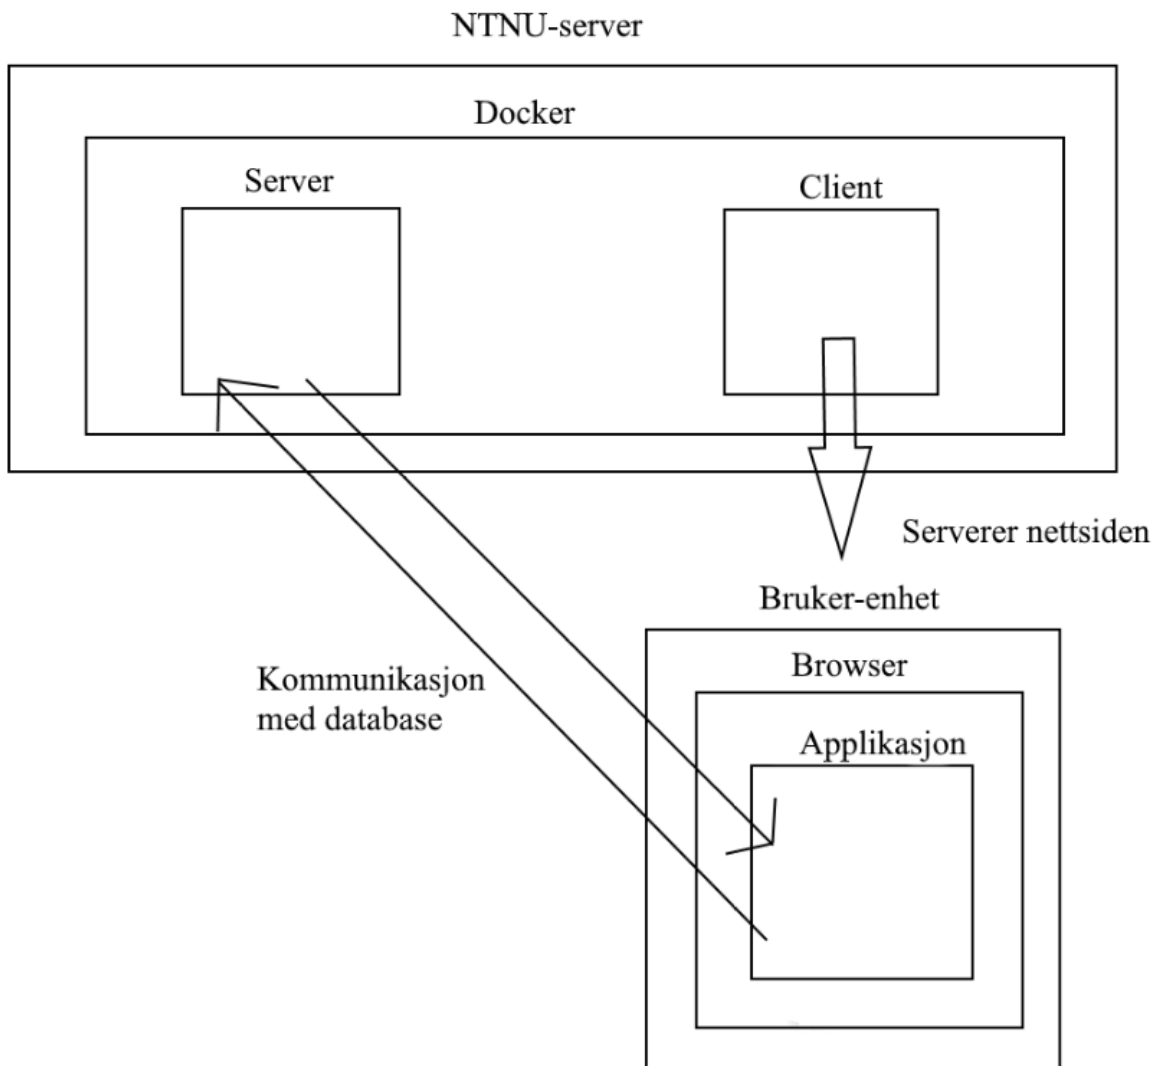 NTNU-server
Docker
Server
Client
Serverer nettsiden
Bruker-enhet
Browser
Kommunikasjon
med database
Applikasjon